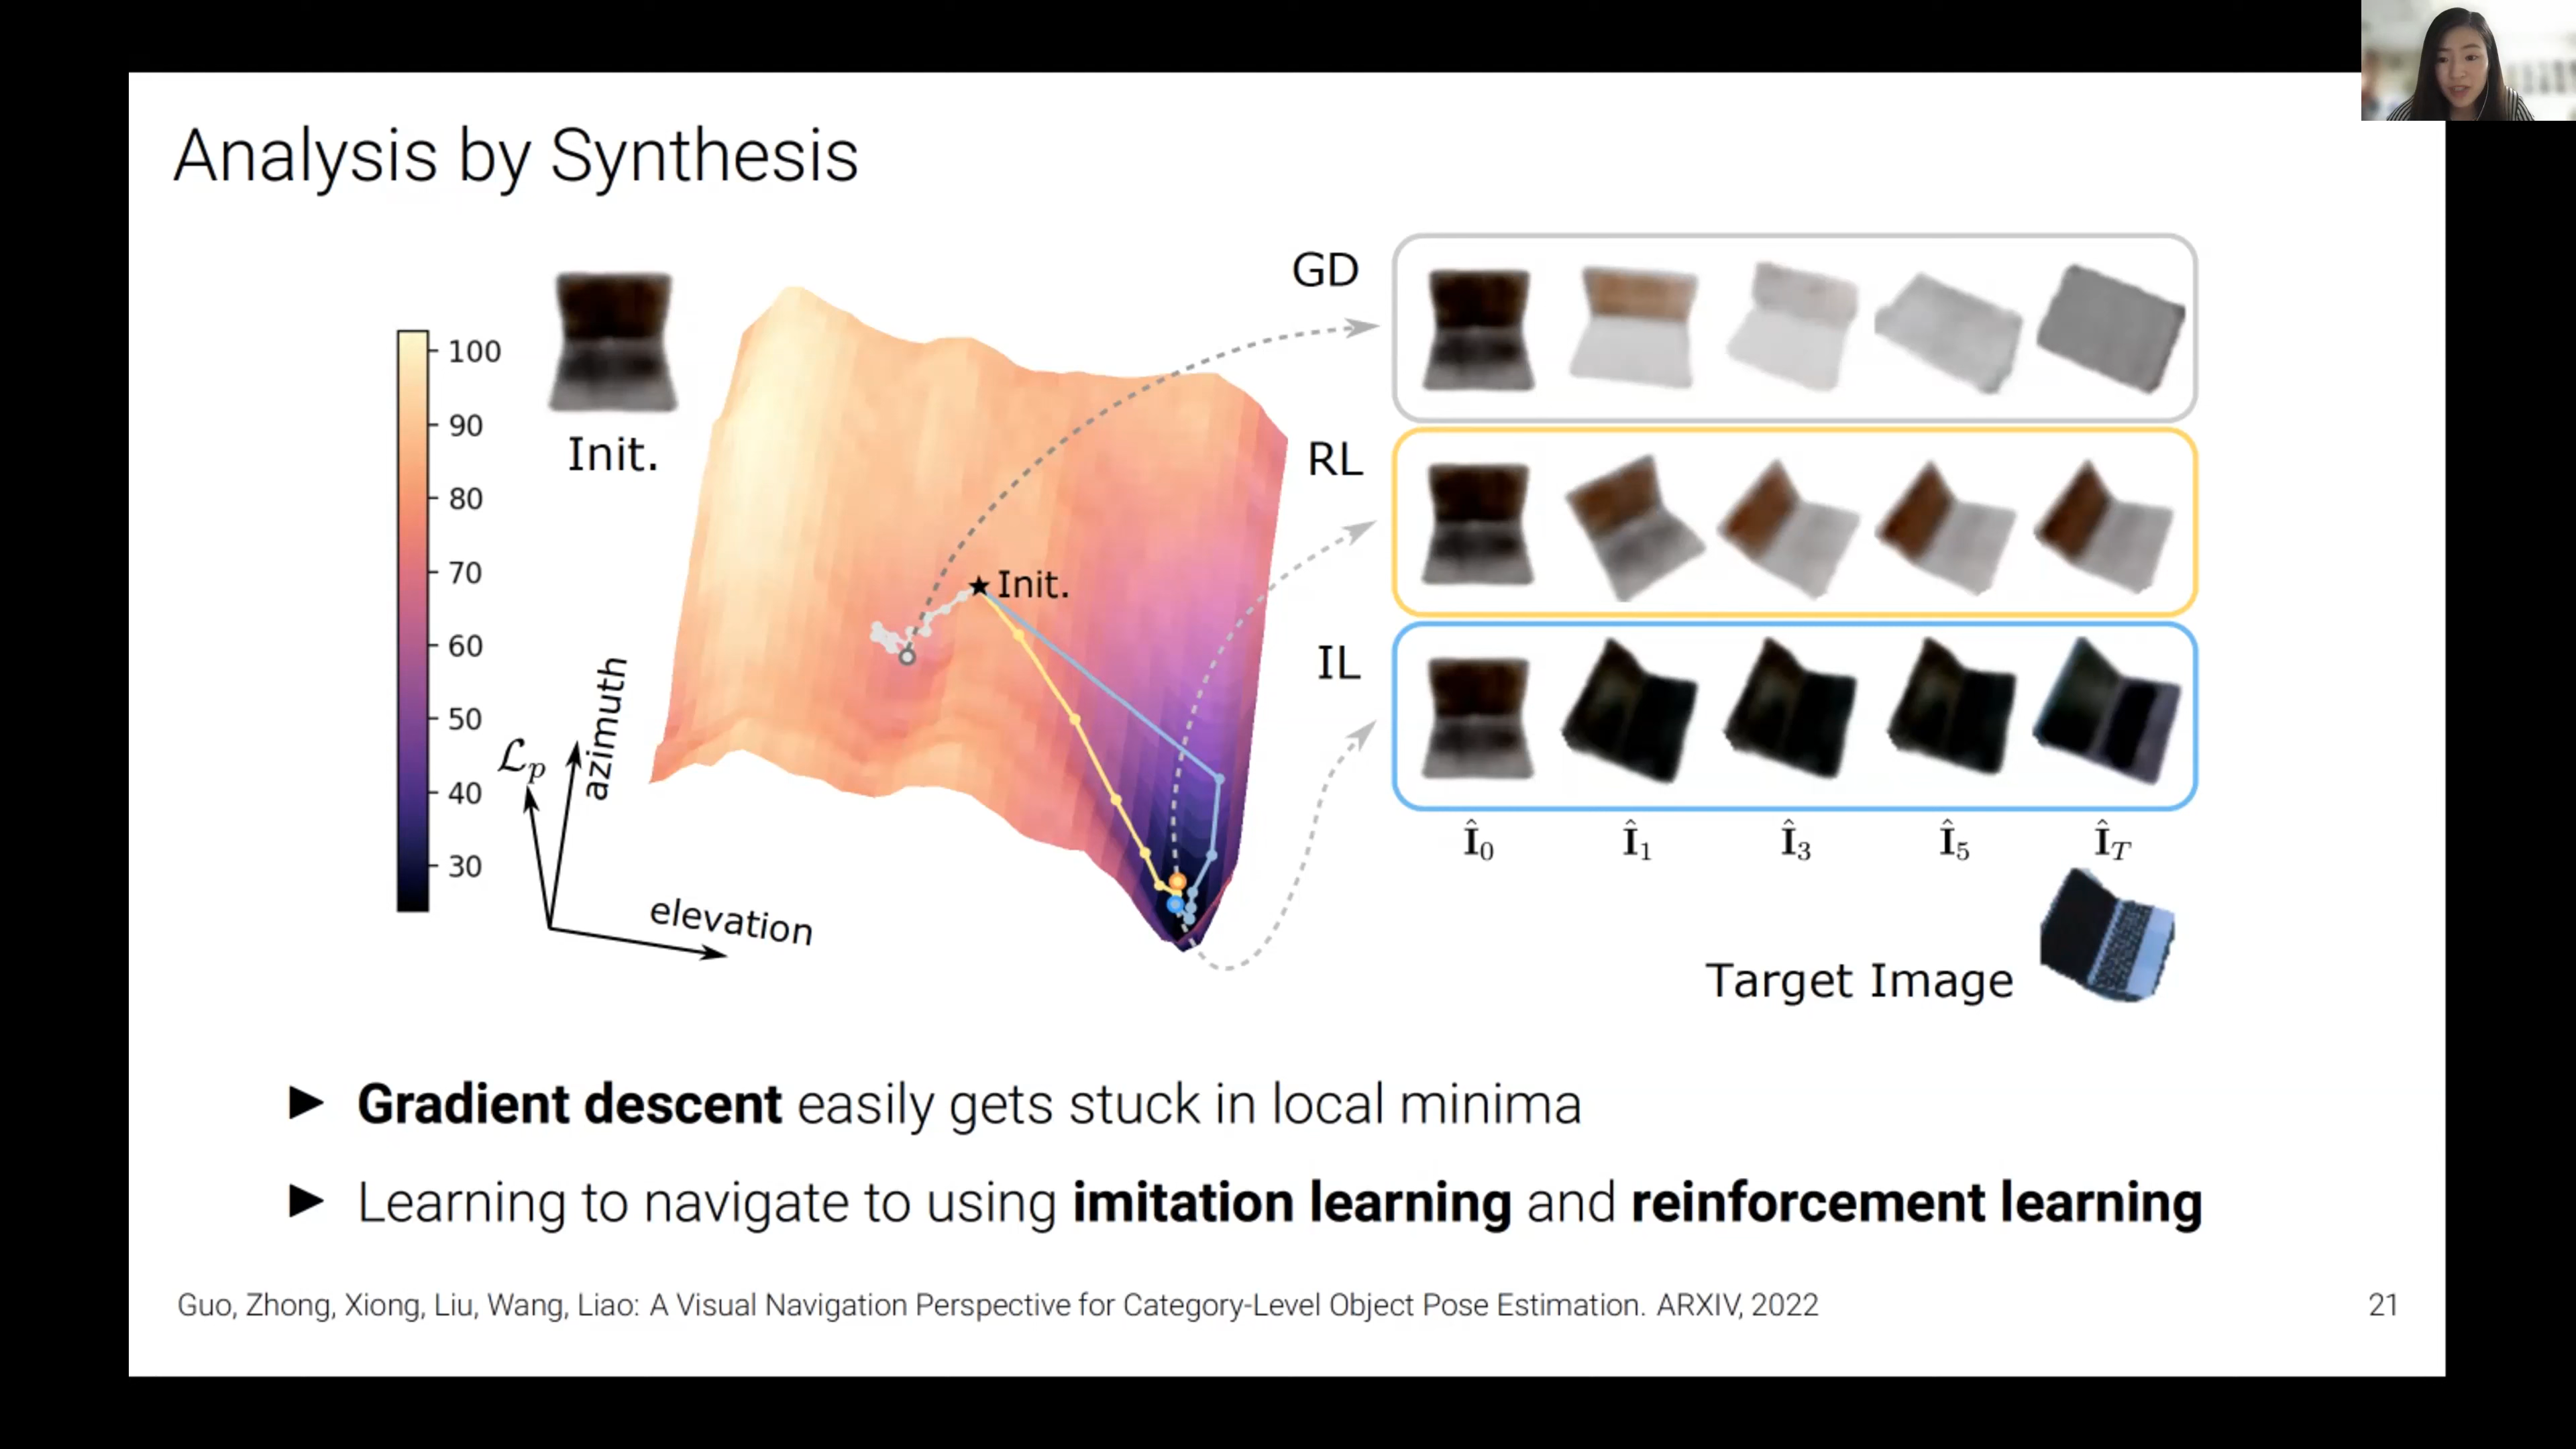 Analysis by Synthesis
Init.
100
90
80
70
60
50
40
30
ℒp
azimuth
elevation
★ Init.
GD
RL
IL
Î0 Î1 Î3 Î5 ÎT
Target Image
► Gradient descent easily gets stuck in local minima
► Learning to navigate to using imitation learning and reinforcement learning
Guo, Zhong, Xiong, Liu, Wang, Liao: A Visual Navigation Perspective for Category-Level Object Pose Estimation. ARXIV, 2022
21